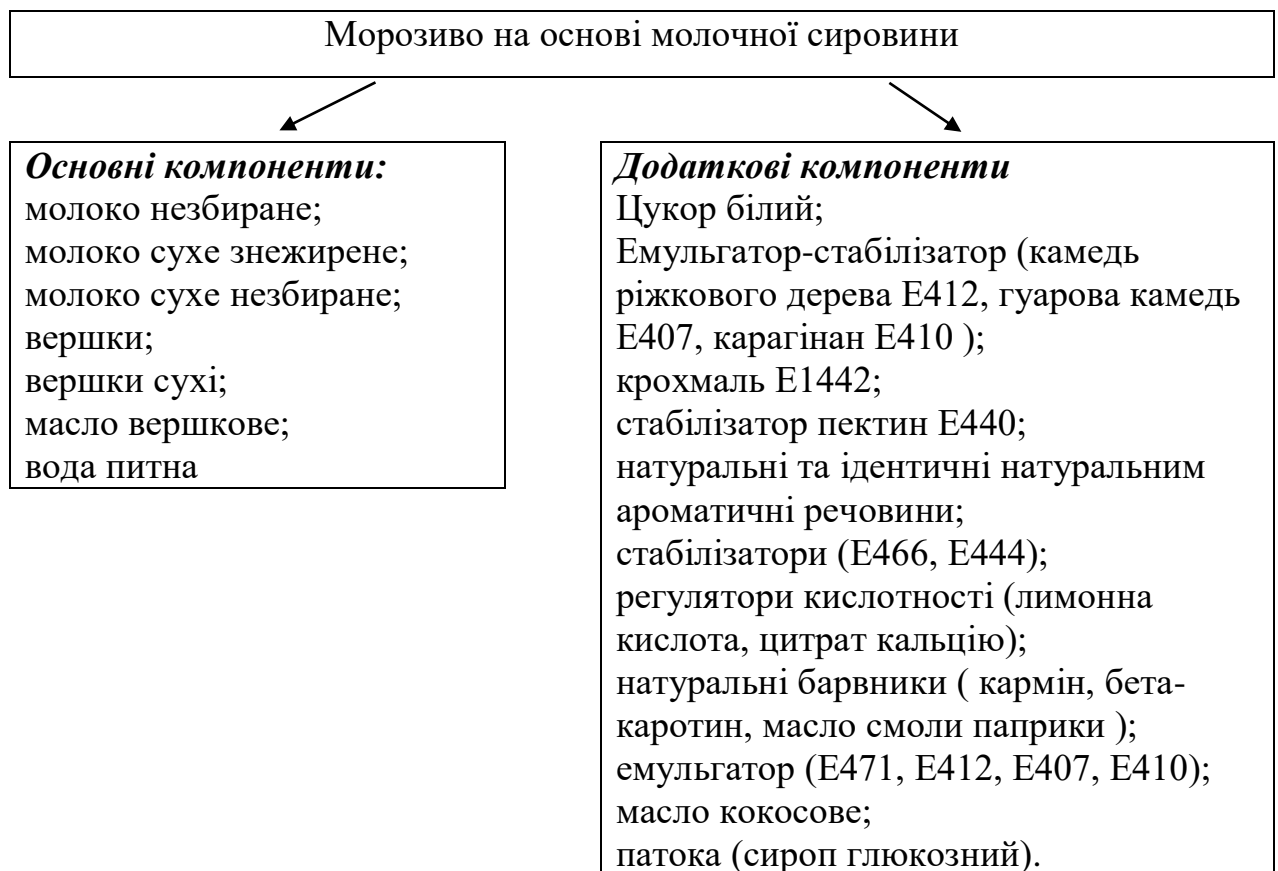 Морозиво на основі молочної сировини
Основні компоненти:
молоко незбиране;
молоко сухе знежирене;
молоко сухе незбиране;
вершки;
вершки сухі;
масло вершкове;
вода питна
Додаткові компоненти
Цукор білий;
Емульгатор-стабілізатор (камедь
ріжкового дерева Е412, гуарова камедь
Е407, карагінан Е410 );
крохмаль Е1442;
стабілізатор пектин Е440;
натуральні та ідентичні натуральним
ароматичні речовини;
стабілізатори (Е466, Е444);
регулятори кислотності (лимонна
кислота, цитрат кальцію);
натуральні барвники ( кармін, бета-
каротин, масло смоли паприки );
емульгатор (Е471, Е412, Е407, Е410);
масло кокосове;
патока (сироп глюкозний).